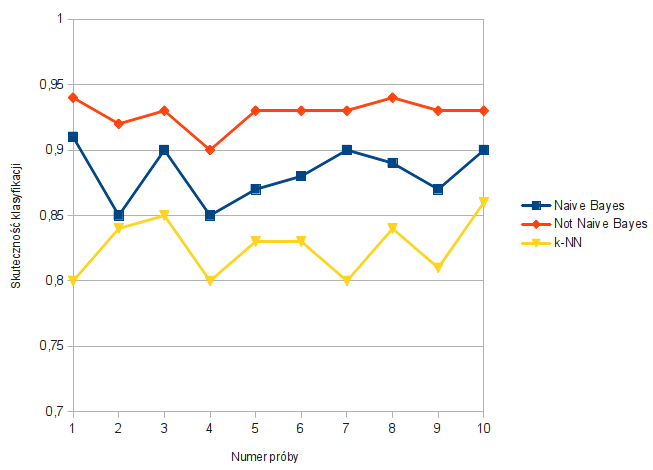 1
0,95
0,9
0,85
0,8
0,75
0,7
1 2 3 4 5 6 7 8 9 10
Skuteczność klasyfikacji
Numer próby
Naive Bayes
Not Naive Bayes
k-NN